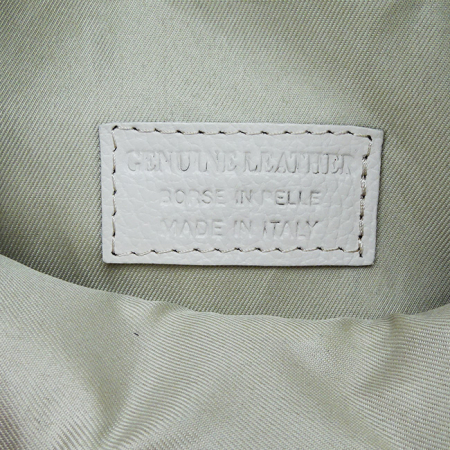 GENUINE LEATHER
BORSE IN PELLE
MADE IN ITALY